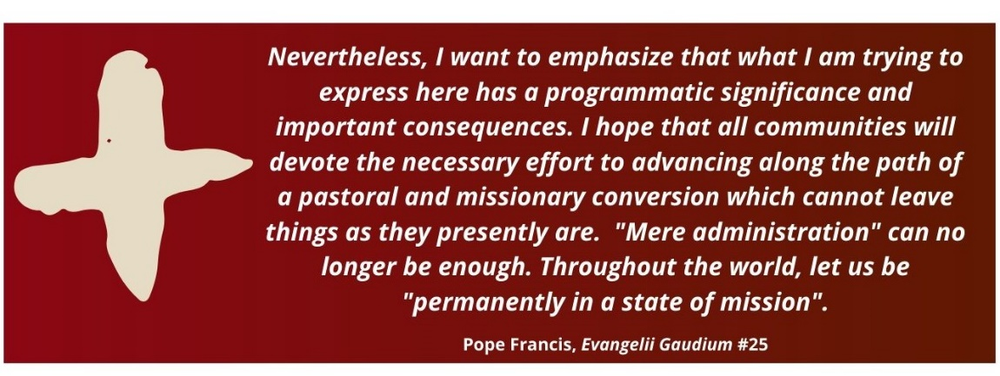 Nevertheless, I want to emphasize that what I am trying to
express here has a programmatic significance and
important consequences. I hope that all communities will
devote the necessary effort to advancing along the path of
a pastoral and missionary conversion which cannot leave
things as they presently are.  "Mere administration" can no
longer be enough. Throughout the world, let us be
"permanently in a state of mission".
Pope Francis, Evangelii Gaudium #25